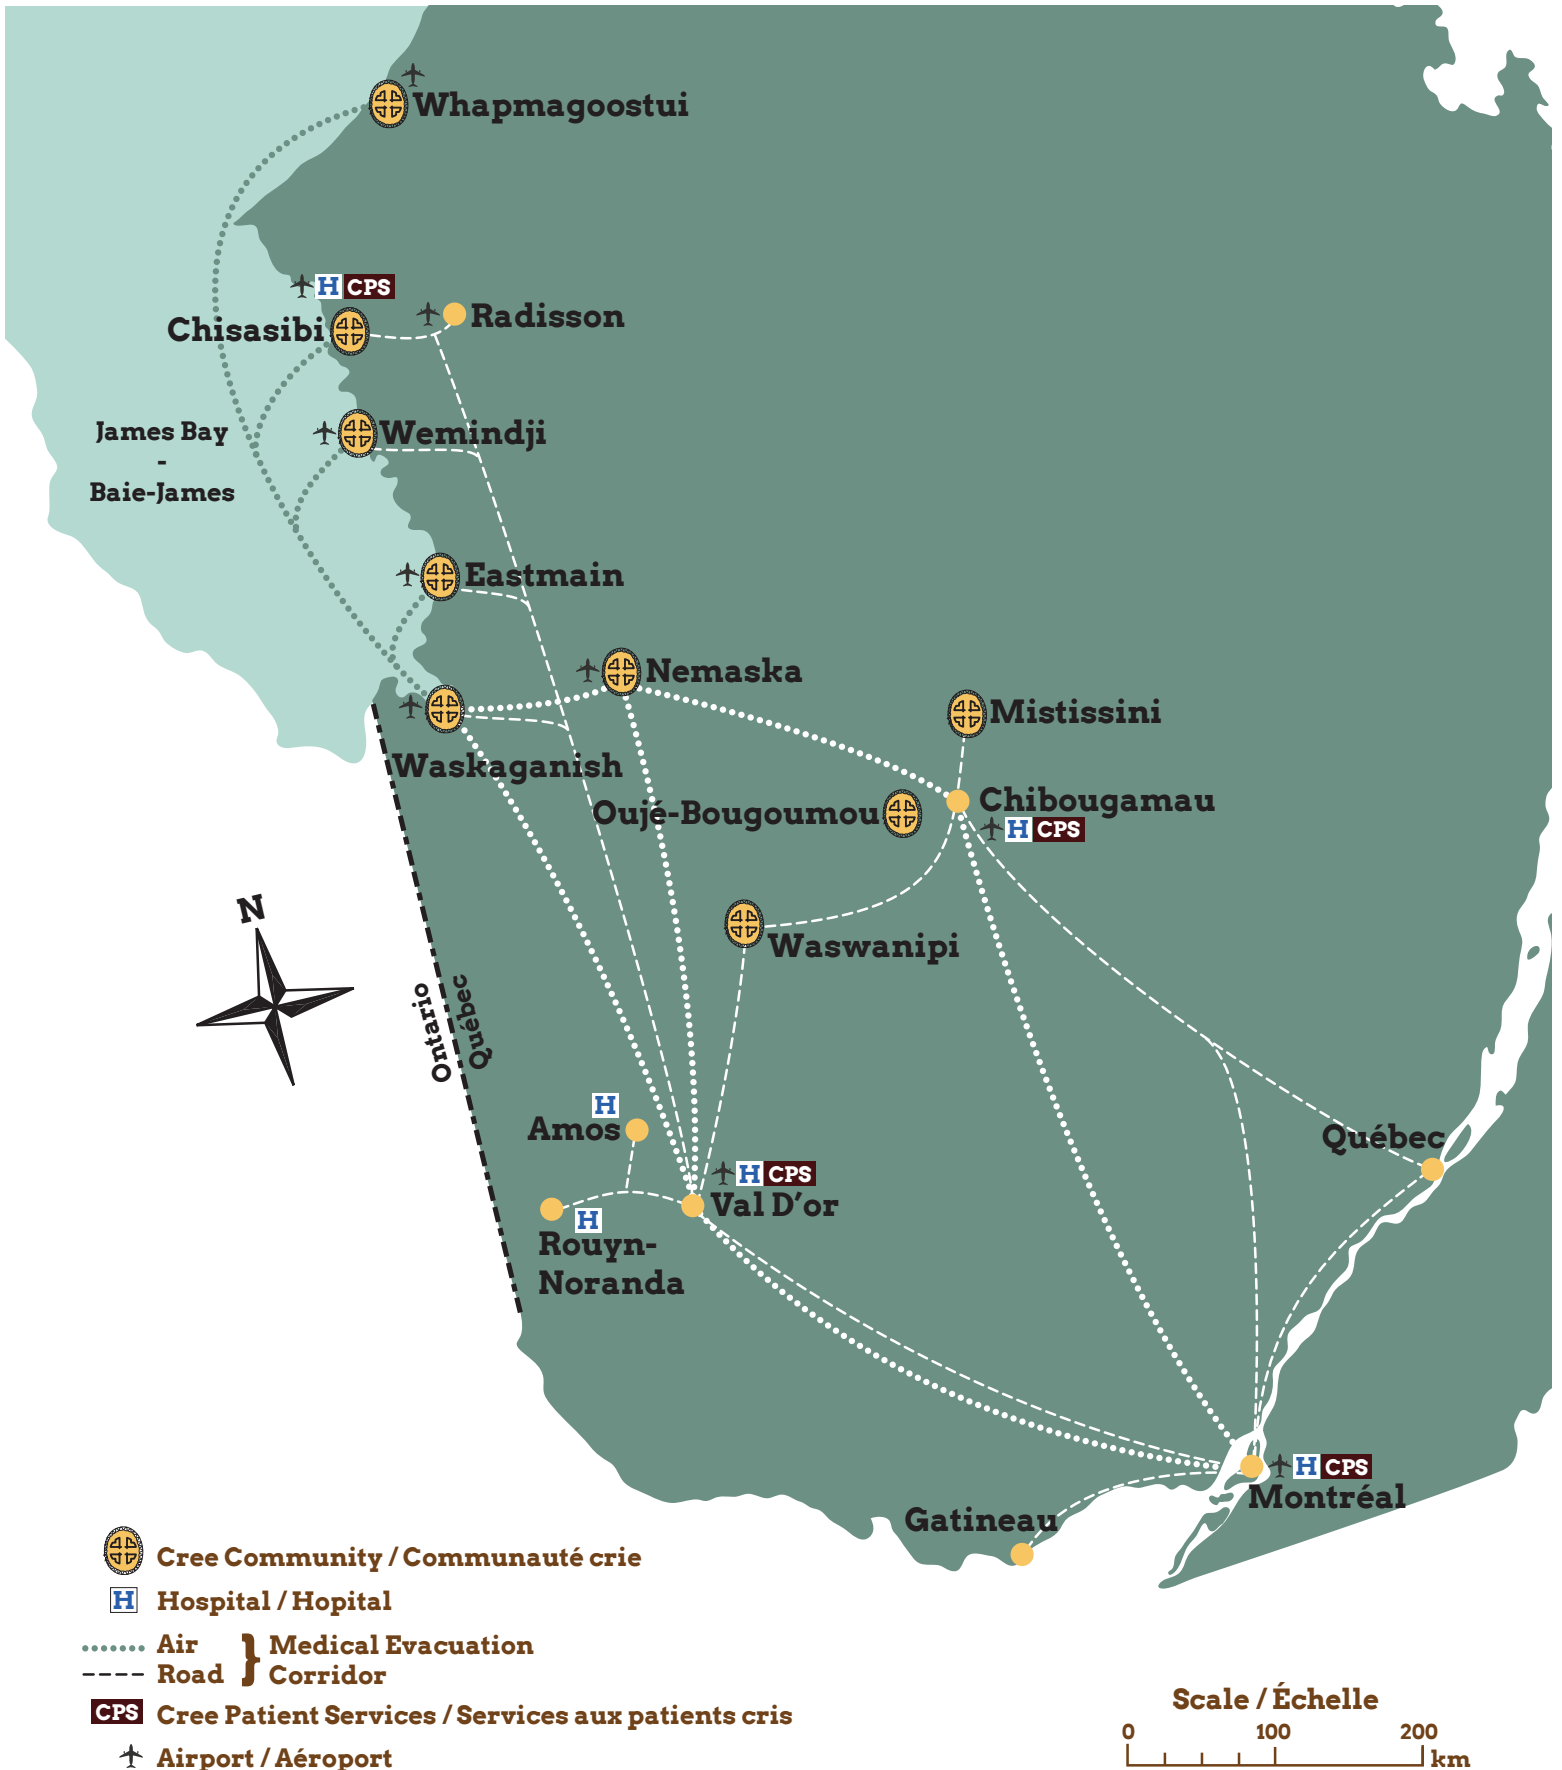 Whapmagoostui
H CPS
Chisasibi
Radisson
James Bay
-
Baie-James
Wemindji
Eastmain
Nemaska
Mistissini
Waskaganish
Chibougamau
H CPS
Oujé-Bougoumou
N
Waswanipi
Ontario
Québec
H
Amos
Québec
H CPS
Val D'or
H
Rouyn-
Noranda
H CPS
Montréal
Gatineau
Cree Community / Communauté crie
H Hospital / Hopital
Air } Medical Evacuation
Road Corridor
CPS Cree Patient Services / Services aux patients cris
Airport / Aéroport
Scale / Échelle
0 100 200
km